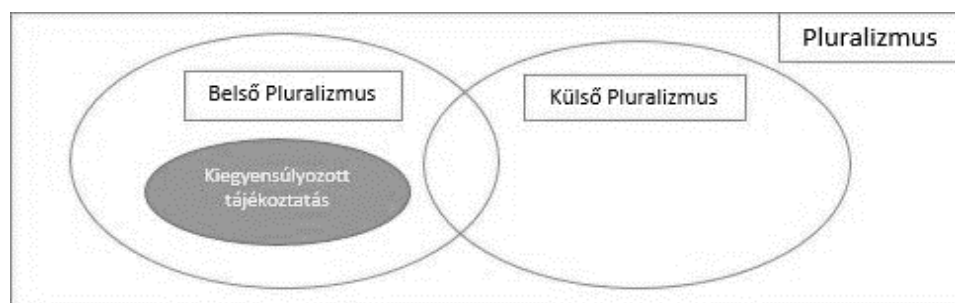 Pluralizmus
Belső Pluralizmus
Külső Pluralizmus
Kiegyensúlyozott
tájékoztatás